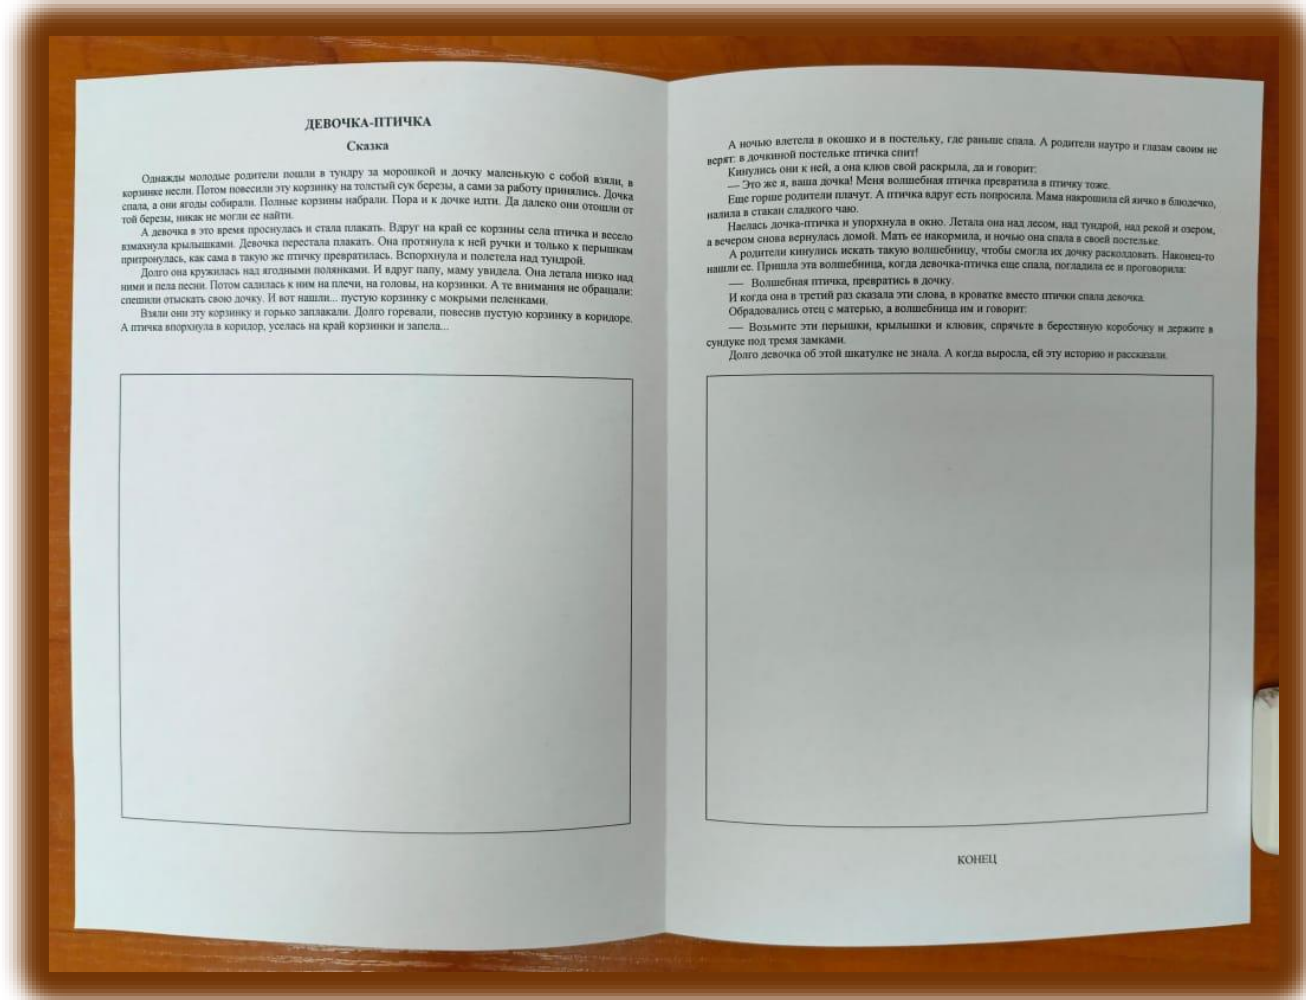 ДЕВОЧКА-ПТИЧКА
Сказка
Однажды молодые родители пошли в тундру за морошкой и дочку маленькую с собой взяли, в
корзинке несли. Потом повесили эту корзинку на толстый сук березы, а сами за работу принялись. Дочка
спала, а они ягоды собирали. Полные корзины набрали. Пора и к дочке идти. Да далеко они отошли от
той березы, никак не могли ее найти.
А девочка в это время проснулась и стала плакать. Вдруг на край ее корзины села птичка и весело
взмахнула крылышками. Девочка перестала плакать. Она протянула к ней ручки и только к перышкам
притронулась, как сама в такую же птичку превратилась. Вспорхнула и полетела над тундрой.
Долго она кружилась над ягодными полянками. И вдруг папу, маму увидела. Она летала низко над
ними и пела песни. Потом садилась к ним на плечи, на головы, на корзинки. А те внимания не обращали:
спешили отыскать свою дочку. И вот нашли... пустую корзинку с мокрыми пеленками.
Взяли они эту корзинку и горько заплакали. Долго горевали, повесив пустую корзинку в коридоре.
А птичка впорхнула в коридор, уселась на край корзинки и запела...
А ночью влетела в окошко и в постельку, где раньше спала. А родители наутро и глазам своим не
верят: в дочкиной постельке птичка спит!
Кинулись они к ней, а она клюв свой раскрыла, да и говорит:
— Это же я, ваша дочка! Меня волшебная птичка превратила в птичку тоже.
Еще горше родители плачут. А птичка вдруг есть попросила. Мама накрошила ей яичко в блюдечко,
налила в стакан сладкого чаю.
Наелась дочка-птичка и упорхнула в окно. Летала она над лесом, над тундрой, над рекой и озером,
а вечером снова вернулась домой. Мать ее накормила, и ночью она спала в своей постельке.
А родители кинулись искать такую волшебницу, чтобы смогла их дочку расколдовать. Наконец-то
нашли ее. Пришла эта волшебница, когда девочка-птичка еще спала, погладила ее и проговорила:
— Волшебная птичка, превратись в дочку.
И когда она в третий раз сказала эти слова, в кроватке вместо птички спала девочка.
Обрадовались отец с матерью, а волшебница им и говорит:
— Возьмите эти перышки, крылышки и клювик, спрячьте в берестяную коробочку и держите в
сундуке под тремя замками.
Долго девочка об этой шкатулке не знала. А когда выросла, ей эту историю и рассказали.
КОНЕЦ